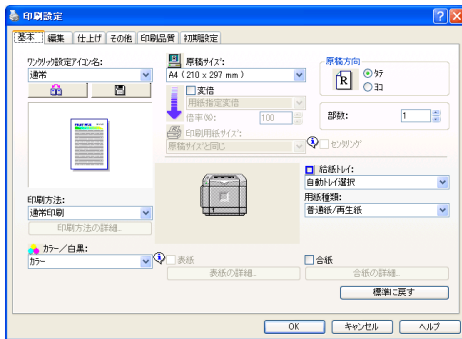 印刷設定
基本 編集 仕上げ その他 印刷品質 初期設定
ワンクリック設定アイコン名:
通常
印刷方法:
通常印刷
印刷方法の詳細...
カラー/白黒:
カラー
原稿サイズ:
A4 ( 210 x 297 mm )
変倍
用紙指定変倍
倍率(%): 100
印刷用紙サイズ:
原稿サイズと同じ
原稿方向
R
タテ
ヨコ
部数: 1
センタリング
給紙トレイ:
自動トレイ選択
用紙種類:
普通紙/再生紙
表紙
表紙の詳細...
合紙
合紙の詳細...
標準に戻す
OK キャンセル ヘルプ